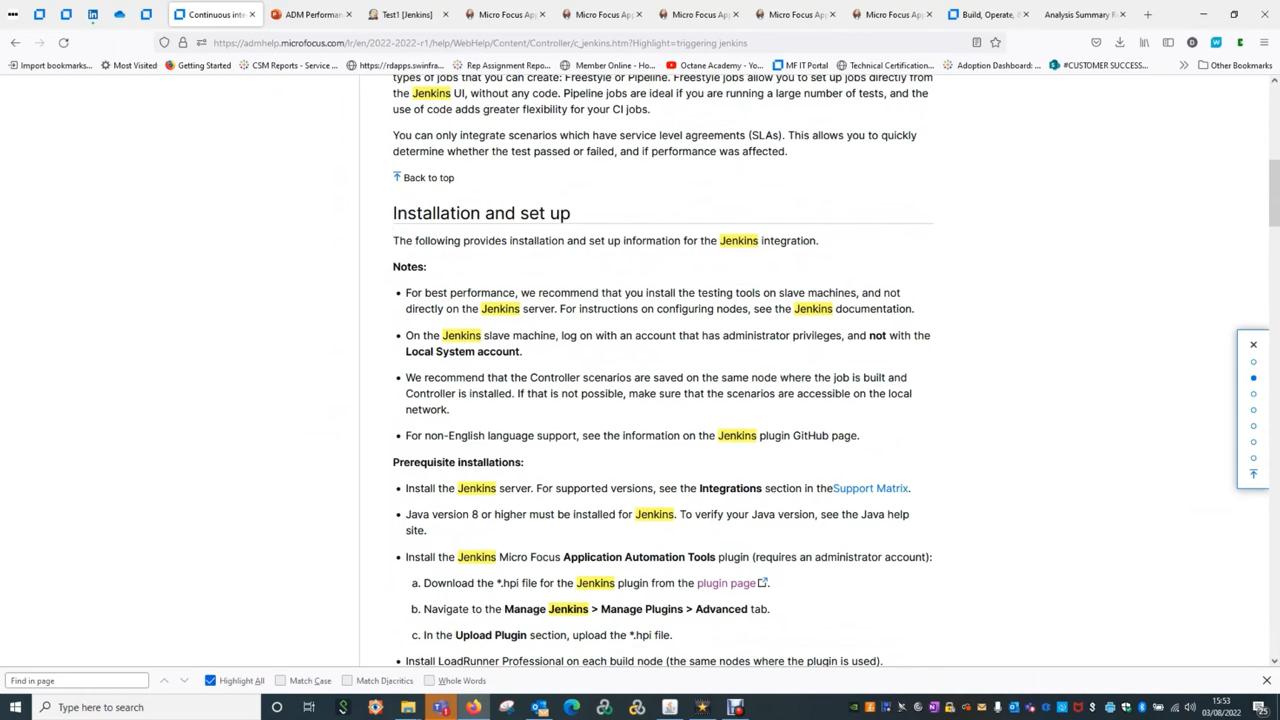 Continuous inte
ADM Performan
Test1 [Jenkins]
Micro Focus Ap
Micro Focus Ap
Micro Focus Ap
Micro Focus Ap
Micro Focus Ap
Build, Operate, &
Analysis Summary R
https://admhelp.microfocus.com/lr/en/2022-2022-r1/help/WebHelp/Content/Controller/c_jenkins.htm?Highlight=triggering jenkins
Import bookmarks...
Most Visited
Getting Started
CSM Reports - Service ...
https://rdapps.swinfra...
Rep Assignment Repo...
Member Online - Ho...
Octane Academy - Yo...
MF IT Portal
Technical Certification...
Adoption Dashboard: ...
#CUSTOMER SUCCESS...
Other Bookmarks
types of jobs that you can create: Freestyle or Pipeline. Freestyle jobs allow you to set up jobs directly from
the Jenkins UI, without any code. Pipeline jobs are ideal if you are running a large number of tests, and the
use of code adds greater flexibility for your CI jobs.
You can only integrate scenarios which have service level agreements (SLAs). This allows you to quickly
determine whether the test passed or failed, and if performance was affected.
Back to top
Installation and set up
The following provides installation and set up information for the Jenkins integration.
Notes:
• For best performance, we recommend that you install the testing tools on slave machines, and not
directly on the Jenkins server. For instructions on configuring nodes, see the Jenkins documentation.
• On the Jenkins slave machine, log on with an account that has administrator privileges, and not with the
Local System account.
• We recommend that the Controller scenarios are saved on the same node where the job is built and
Controller is installed. If that is not possible, make sure that the scenarios are accessible on the local
network.
• For non-English language support, see the information on the Jenkins plugin GitHub page.
Prerequisite installations:
• Install the Jenkins server. For supported versions, see the Integrations section in theSupport Matrix.
• Java version 8 or higher must be installed for Jenkins. To verify your Java version, see the Java help
site.
• Install the Jenkins Micro Focus Application Automation Tools plugin (requires an administrator account):
a. Download the *.hpi file for the Jenkins plugin from the plugin page.
b. Navigate to the Manage Jenkins > Manage Plugins > Advanced tab.
c. In the Upload Plugin section, upload the *.hpi file.
• Install LoadRunner Professional on each build node (the same nodes where the plugin is used).
Find in page
Highlight All
Match Case
Match Diacritics
Whole Words
Type here to search
15:53
03/08/2022
25